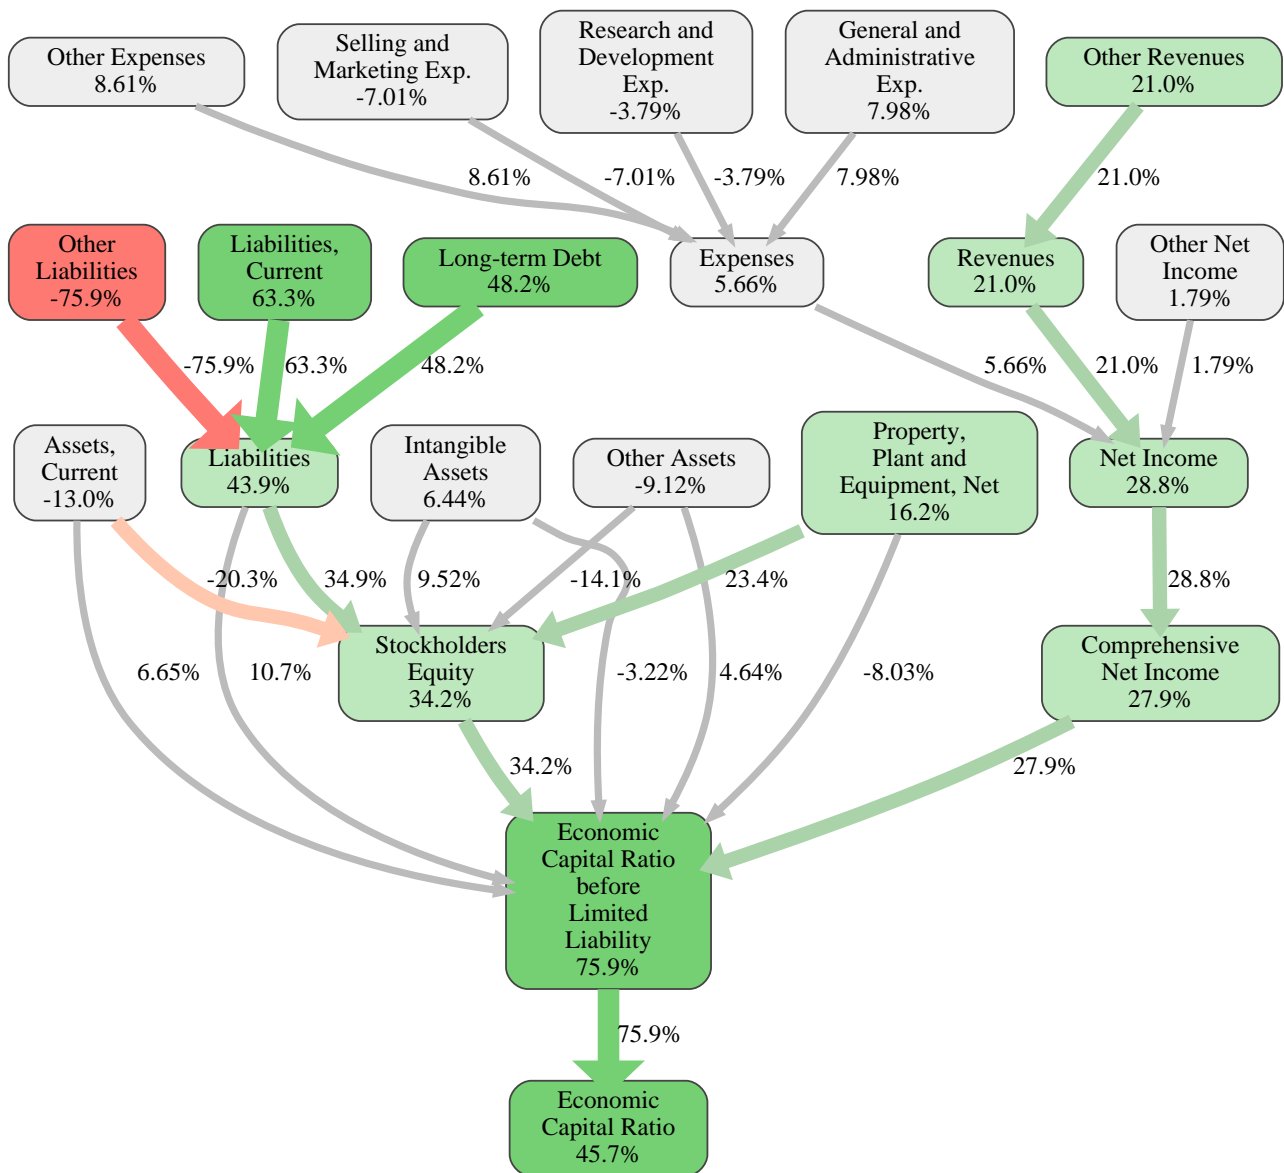 Other Expenses
8.61%
Selling and
Marketing Exp.
-7.01%
Research and
Development
Exp.
-3.79%
General and
Administrative
Exp.
7.98%
Other Revenues
21.0%
8.61%
-7.01%
-3.79%
7.98%
21.0%
Other
Liabilities
-75.9%
Liabilities,
Current
63.3%
Long-term Debt
48.2%
Expenses
5.66%
Revenues
21.0%
Other Net
Income
1.79%
-75.9%
63.3%
48.2%
5.66%
21.0%
1.79%
Assets,
Current
-13.0%
Liabilities
43.9%
Intangible
Assets
6.44%
Other Assets
-9.12%
Property,
Plant and
Equipment, Net
16.2%
Net Income
28.8%
-20.3%
34.9%
9.52%
-14.1%
23.4%
28.8%
Stockholders
Equity
34.2%
Comprehensive
Net Income
27.9%
6.65%
10.7%
-3.22%
4.64%
-8.03%
34.2%
27.9%
Economic
Capital Ratio
before
Limited
Liability
75.9%
75.9%
Economic
Capital Ratio
45.7%